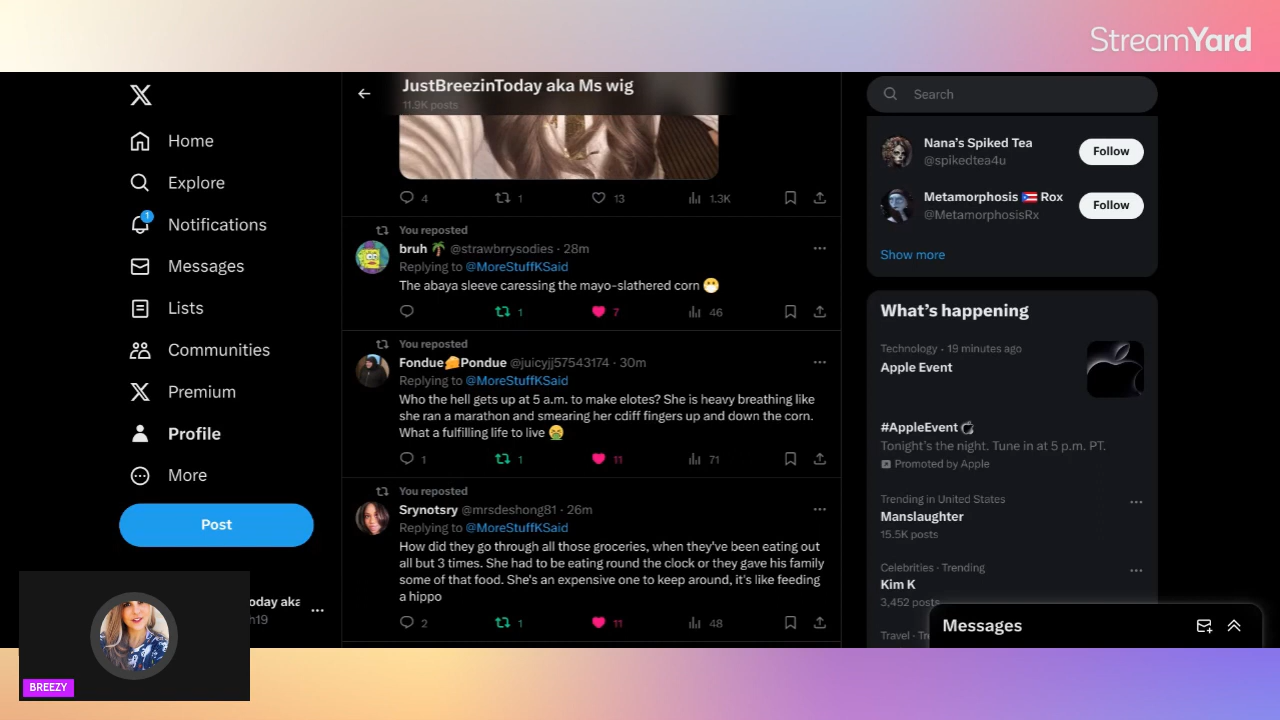 StreamYard
JustBreezinToday aka Ms wig
11.9K posts
Search
Home
Explore
1
Notifications
Messages
Lists
Communities
Premium
Profile
More
Post
oday aka
h19
BREEZY
4
1
13
1.3K
You reposted
bruh 🌴 @strawbrrysodies · 28m
Replying to @MoreStuffKSaid
The abaya sleeve caressing the mayo-slathered corn 😷
1
7
46
You reposted
Fondue🧀Pondue @juicyjj57543174 · 30m
Replying to @MoreStuffKSaid
Who the hell gets up at 5 a.m. to make elotes? She is heavy breathing like
she ran a marathon and smearing her cdiff fingers up and down the corn.
What a fulfilling life to live 🤮
1
1
11
71
You reposted
Srynotsry @mrsdeshong81 · 26m
Replying to @MoreStuffKSaid
How did they go through all those groceries, when they've been eating out
all but 3 times. She had to be eating round the clock or they gave his family
some of that food. She's an expensive one to keep around, it's like feeding
a hippo
2
1
11
48
Nana's Spiked Tea
@spikedtea4u
Follow
Metamorphosis 🇵🇷 Rox
@MetamorphosisRx
Follow
Show more
What's happening
Technology · 19 minutes ago
Apple Event
#AppleEvent
Tonight's the night. Tune in at 5 p.m. PT.
Promoted by Apple
Trending in United States
Manslaughter
15.5K posts
Celebrities · Trending
Kim K
3,452 posts
Travel · Tre
Messages